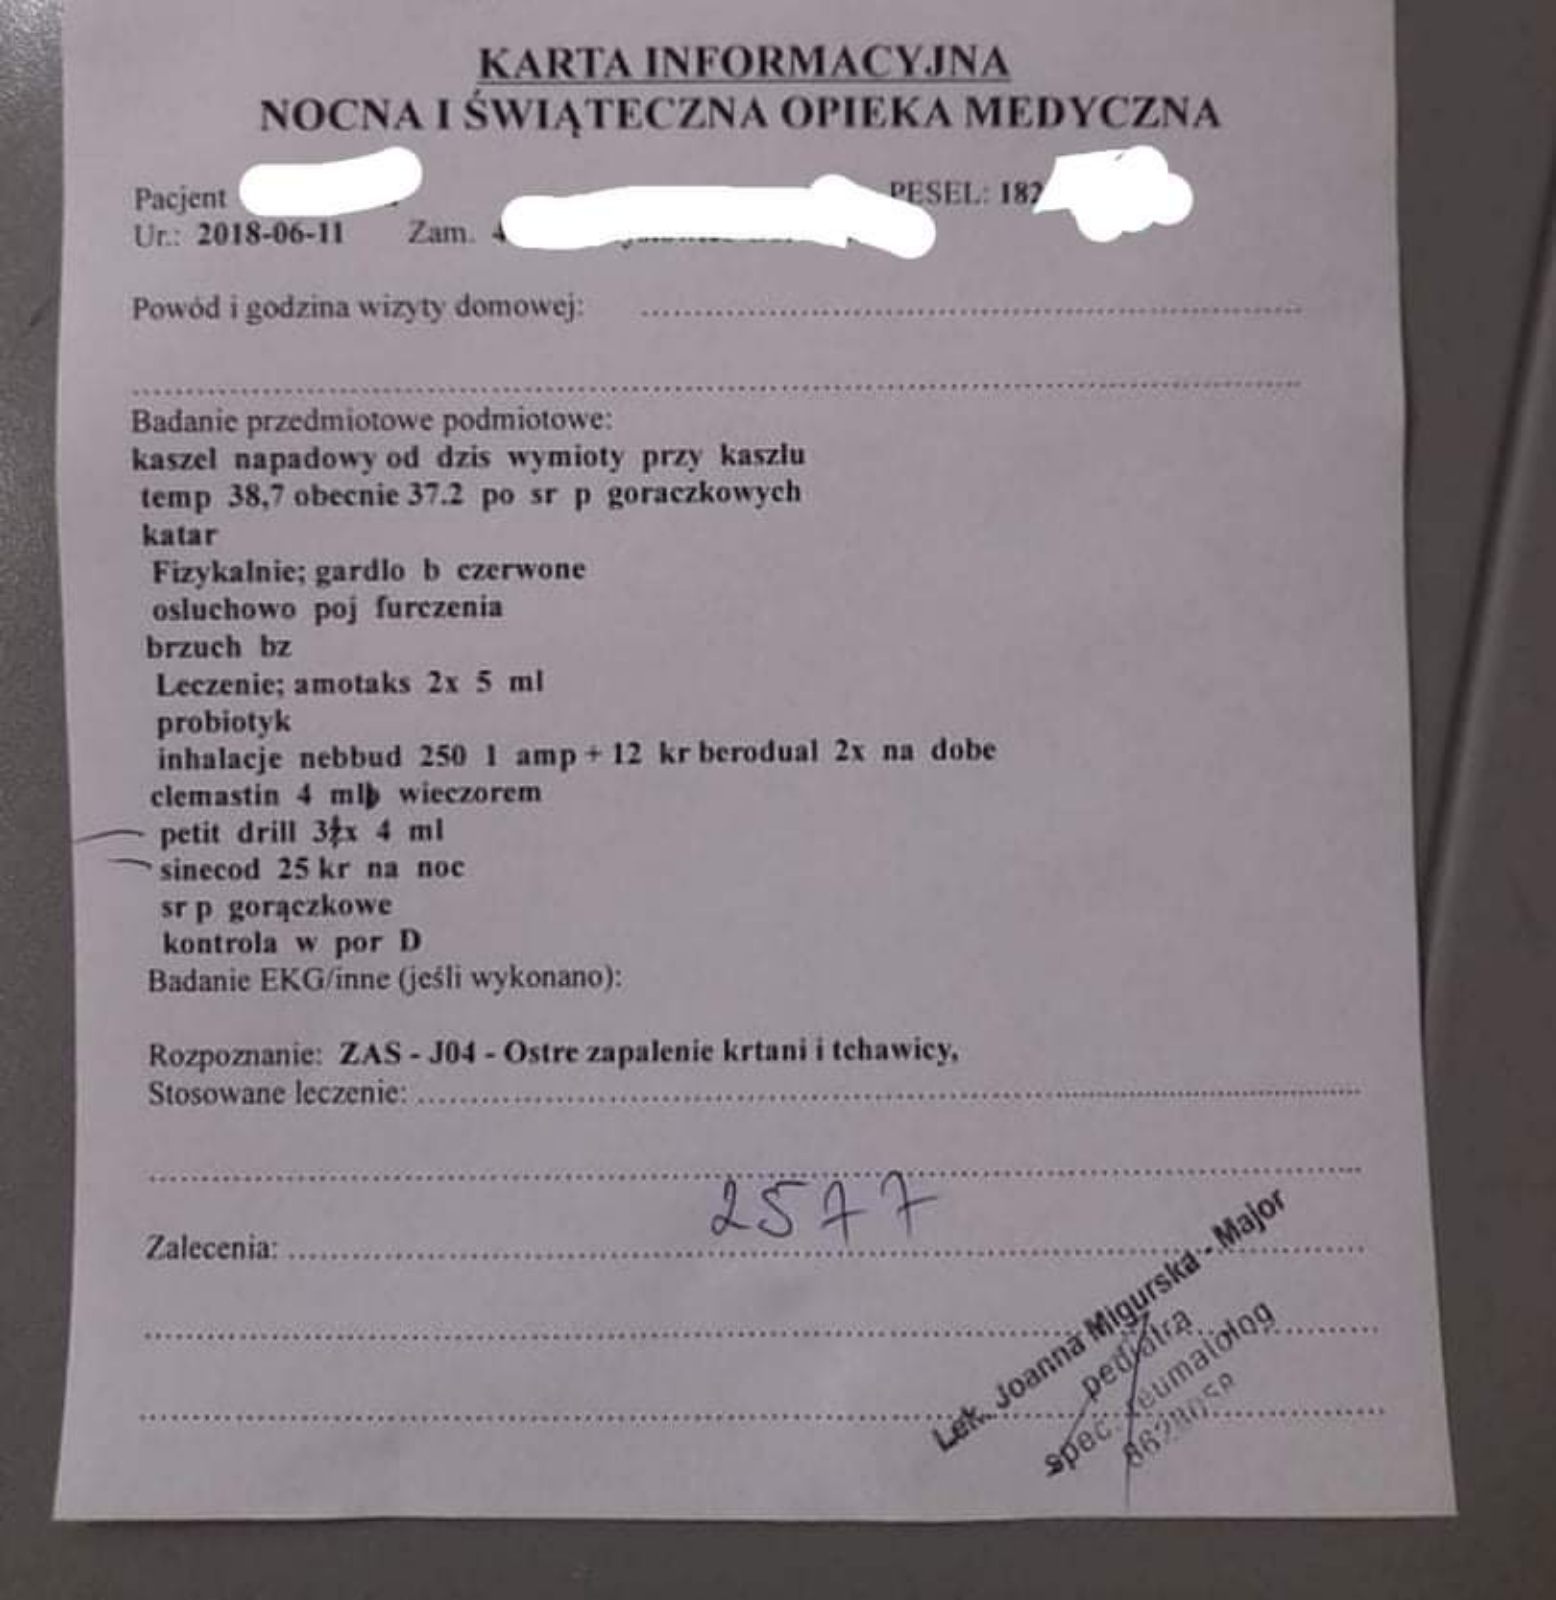 KARTA INFORMACYJNA
NOCNA I ŚWIĄTECZNA OPIEKA MEDYCZNA
Pacjent
PESEL: 182
Ur.: 2018-06-11 Zam. 4
Powód i godzina wizyty domowej:
Badanie przedmiotowe podmiotowe:
kaszel napadowy od dzis wymioty przy kaszlu
temp 38,7 obecnie 37.2 po sr p goraczkowych
katar
Fizykalnie; gardlo b czerwone
osluchowo poj furczenia
brzuch bz
Leczenie; amotaks 2x 5 ml
probiotyk
inhalacje nebbud 250 1 amp + 12 kr berodual 2x na dobe
clemastin 4 ml wieczorem
petit drill 3x 4 ml
sinecod 25 kr na noc
sr p gorączkowe
kontrola w por D
Badanie EKG/inne (jeśli wykonano):
Rozpoznanie: ZAS - J04 - Ostre zapalenie krtani i tchawicy,
Stosowane leczenie:
2577
Zalecenia:
Lek. Joanna Migurska - Major
pediatra
spec. reumatolog